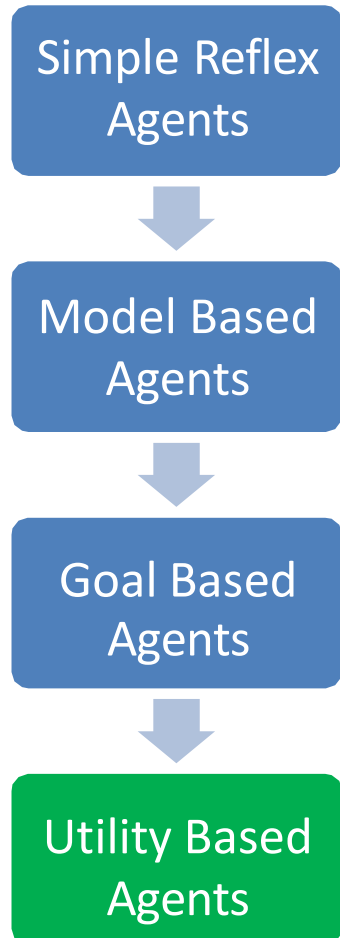 Simple Reflex
Agents
Model Based
Agents
Goal Based
Agents
Utility Based
Agents